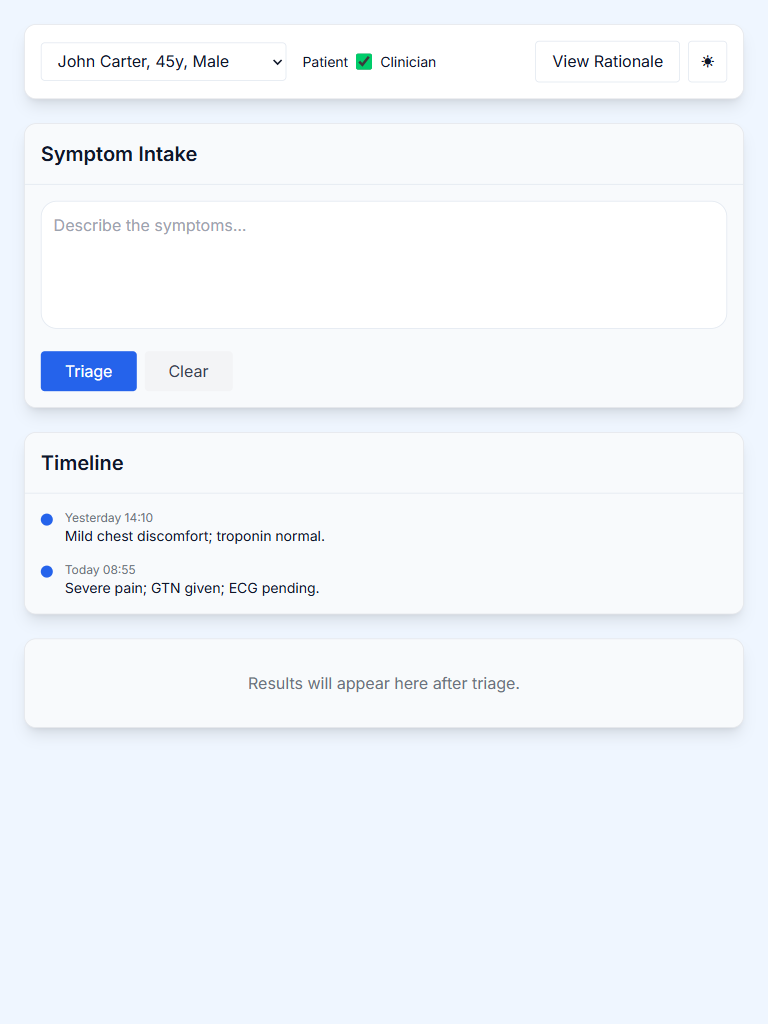 John Carter, 45y, Male Patient Clinician View Rationale
Symptom Intake
Describe the symptoms...
Triage Clear
Timeline
Yesterday 14:10
Mild chest discomfort; troponin normal.
Today 08:55
Severe pain; GTN given; ECG pending.
Results will appear here after triage.